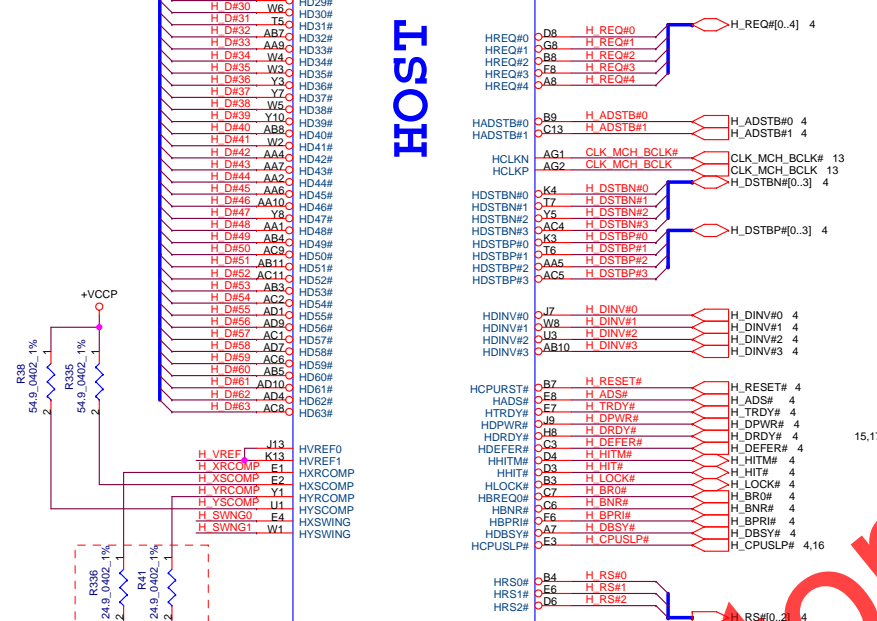 HOST
HD29#
H_D#30 W6 HD30#
H_D#31 T5 HD31#
H_D#32 AB7 HD32#
H_D#33 AA9 HD33#
H_D#34 W4 HD34#
H_D#35 W3 HD35#
H_D#36 Y3 HD36#
H_D#37 Y7 HD37#
H_D#38 W5 HD38#
H_D#39 Y10 HD39#
H_D#40 AB8 HD40#
H_D#41 W2 HD41#
H_D#42 AA4 HD42#
H_D#43 AA7 HD43#
H_D#44 AA2 HD44#
H_D#45 AA6 HD45#
H_D#46 AA10 HD46#
H_D#47 Y8 HD47#
H_D#48 AA1 HD48#
H_D#49 AB4 HD49#
H_D#50 AC9 HD50#
H_D#51 AB11 HD51#
H_D#52 AC11 HD52#
H_D#53 AB3 HD53#
H_D#54 AC2 HD54#
H_D#55 AD1 HD55#
H_D#56 AD9 HD56#
H_D#57 AC1 HD57#
H_D#58 AD7 HD58#
H_D#59 AC6 HD59#
H_D#60 AB5 HD60#
H_D#61 AD10 HD61#
H_D#62 AD4 HD62#
H_D#63 AC8 HD63#
+VCCP
R38
54.9_0402_1%
1
2
R335
54.9_0402_1%
1
2
J13 HVREF0
H_VREF K13 HVREF1
H_XRCOMP E1 HXRCOMP
H_XSCOMP E2 HXSCOMP
H_YRCOMP Y1 HYRCOMP
H_YSCOMP U1 HYSCOMP
H_SWNG0 E4 HXSWING
H_SWNG1 W1 HYSWING
R336
24.9_0402_1%
1
2
R41
24.9_0402_1%
1
2
HREQ#0 D8 H_REQ#0
HREQ#1 G8 H_REQ#1
HREQ#2 B8 H_REQ#2
HREQ#3 F8 H_REQ#3
HREQ#4 A8 H_REQ#4
H_REQ#[0..4] 4
HADSTB#0 B9 H_ADSTB#0 H_ADSTB#0 4
HADSTB#1 C13 H_ADSTB#1 H_ADSTB#1 4
HCLKN AG1 CLK_MCH_BCLK# CLK_MCH_BCLK# 13
HCLKP AG2 CLK_MCH_BCLK CLK_MCH_BCLK 13
H_DSTBN#[0..3] 4
HDSTBN#0 K4 H_DSTBN#0
HDSTBN#1 T7 H_DSTBN#1
HDSTBN#2 Y5 H_DSTBN#2
HDSTBN#3 AC4 H_DSTBN#3
H_DSTBP#[0..3] 4
HDSTBP#0 K3 H_DSTBP#0
HDSTBP#1 T6 H_DSTBP#1
HDSTBP#2 AA5 H_DSTBP#2
HDSTBP#3 AC5 H_DSTBP#3
HDINV#0 J7 H_DINV#0 H_DINV#0 4
HDINV#1 W8 H_DINV#1 H_DINV#1 4
HDINV#2 U3 H_DINV#2 H_DINV#2 4
HDINV#3 AB10 H_DINV#3 H_DINV#3 4
HCPURST# B7 H_RESET# H_RESET# 4
HADS# E8 H_ADS# H_ADS# 4
HTRDY# E7 H_TRDY# H_TRDY# 4
HDPWR# J9 H_DPWR# H_DPWR# 4
HDRDY# H8 H_DRDY# H_DRDY# 4
HDEFER# C3 H_DEFER# H_DEFER# 4
HHITM# D4 H_HITM# H_HITM# 4
HHIT# D3 H_HIT# H_HIT# 4
HLOCK# B3 H_LOCK# H_LOCK# 4
HBREQ0# C7 H_BR0# H_BR0# 4
HBNR# C6 H_BNR# H_BNR# 4
HBPRI# F6 H_BPRI# H_BPRI# 4
HDBSY# A7 H_DBSY# H_DBSY# 4
HCPUSLP# E3 H_CPUSLP# H_CPUSLP# 4,16
HRS0# B4 H_RS#0
HRS1# E6 H_RS#1
HRS2# D6 H_RS#2
H_RS#[0..2] 4